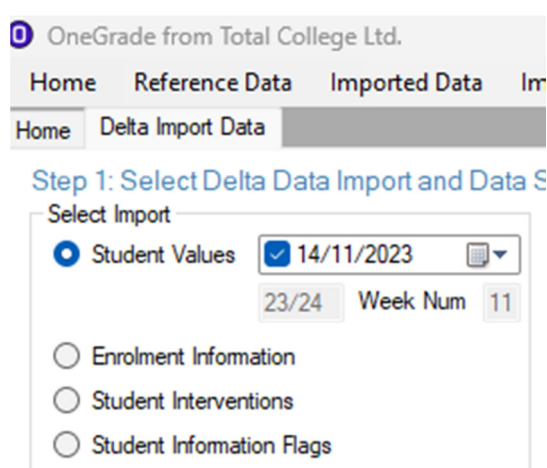 OneGrade from Total College Ltd.
Home Reference Data Imported Data
Home Delta Import Data
Step 1: Select Delta Data Import and Data
Select Import
Student Values 14/11/2023
23/24 Week Num 11
Enrolment Information
Student Interventions
Student Information Flags